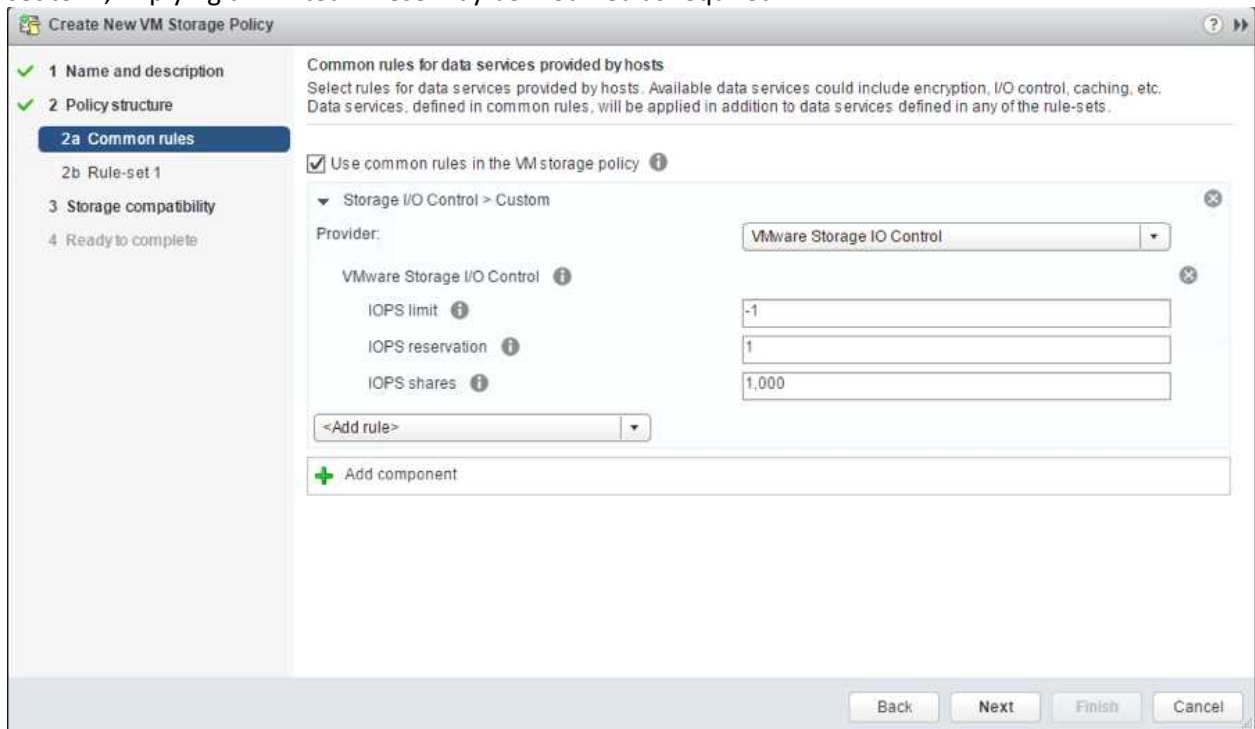 Create New VM Storage Policy
1 Name and description
2 Policy structure
2a Common rules
2b Rule-set 1
3 Storage compatibility
4 Ready to complete
Common rules for data services provided by hosts
Select rules for data services provided by hosts. Available data services could include encryption, I/O control, caching, etc.
Data services, defined in common rules, will be applied in addition to data services defined in any of the rule-sets.
Use common rules in the VM storage policy
Storage I/O Control > Custom
Provider:
VMware Storage IO Control
VMware Storage I/O Control
IOPS limit
-1
IOPS reservation
1
IOPS shares
1,000
<Add rule>
Add component
Back
Next
Finish
Cancel